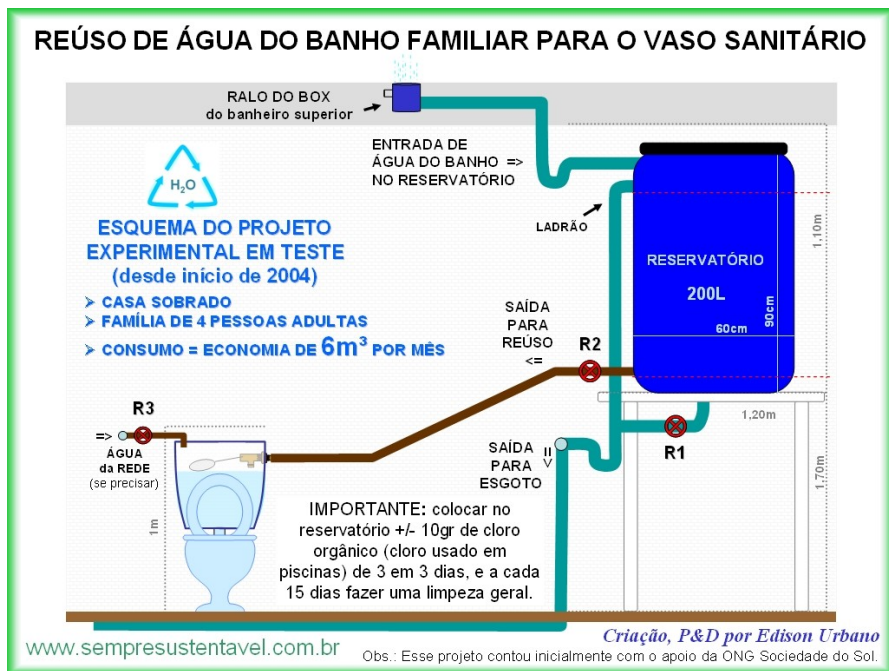 REÚSO DE ÁGUA DO BANHO FAMILIAR PARA O VASO SANITÁRIO
RALO DO BOX
do banheiro superior
ENTRADA DE
ÁGUA DO BANHO =>
NO RESERVATÓRIO
H₂O
ESQUEMA DO PROJETO
EXPERIMENTAL EM TESTE
(desde início de 2004)
➢ CASA SOBRADO
➢ FAMÍLIA DE 4 PESSOAS ADULTAS
➢ CONSUMO = ECONOMIA DE 6m³ POR MÊS
LADRÃO
RESERVATÓRIO
200L
60cm
90cm
1,10m
SAÍDA
PARA
REÚSO
<=
R2
R3
=>
ÁGUA
da REDE
(se precisar)
1m
SAÍDA
PARA
ESGOTO
=>
R1
1,20m
1,70m
IMPORTANTE: colocar no
reservatório +/- 10gr de cloro
orgânico (cloro usado em
piscinas) de 3 em 3 dias, e a cada
15 dias fazer uma limpeza geral.
www.sempresustentavel.com.br
Criação, P&D por Edison Urbano
Obs.: Esse projeto contou inicialmente com o apoio da ONG Sociedade do Sol.